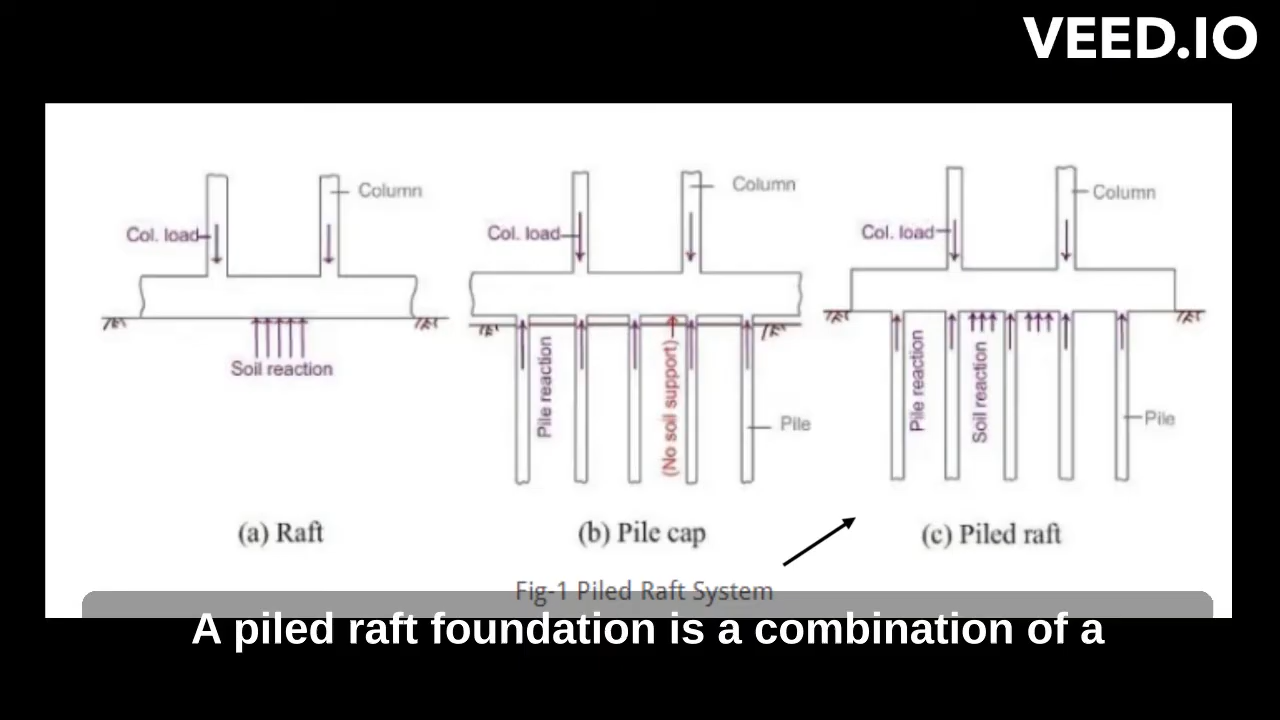 VEED.IO
Column
Col. load
Soil reaction
(a) Raft
Column
Col. load
Pile reaction
(No soil support)
Pile
(b) Pile cap
Column
Col. load
Pile reaction
Soil reaction
Pile
(c) Piled raft
Fig-1 Piled Raft System
A piled raft foundation is a combination of a